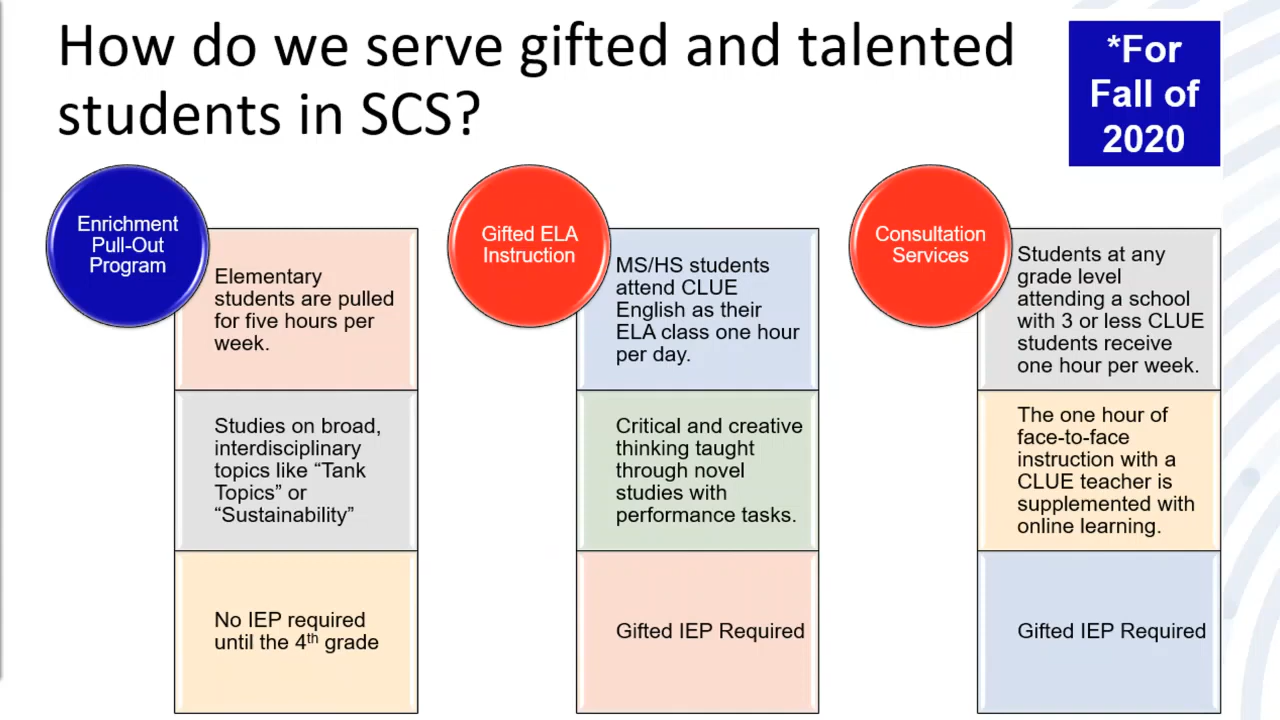 How do we serve gifted and talented
students in SCS?
*For
Fall of
2020
Enrichment
Pull-Out
Program
Elementary
students are pulled
for five hours per
week.
Studies on broad,
interdisciplinary
topics like “Tank
Topics” or
“Sustainability”
No IEP required
until the 4th grade
Gifted ELA
Instruction
MS/HS students
attend CLUE
English as their
ELA class one hour
per day.
Critical and creative
thinking taught
through novel
studies with
performance tasks.
Gifted IEP Required
Consultation
Services
Students at any
grade level
attending a school
with 3 or less CLUE
students receive
one hour per week.
The one hour of
face-to-face
instruction with a
CLUE teacher is
supplemented with
online learning.
Gifted IEP Required